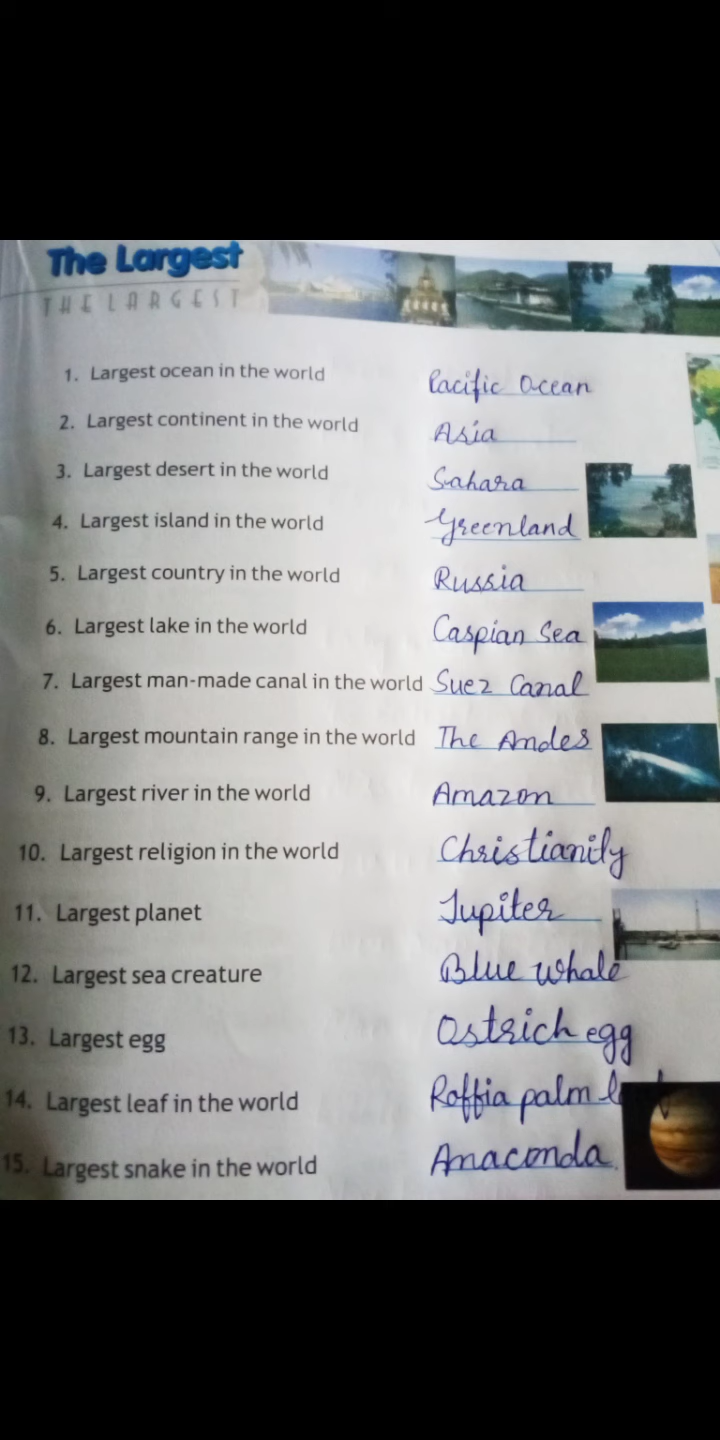 The Largest
THE LARGEST
1. Largest ocean in the world Pacific Ocean
2. Largest continent in the world Asia
3. Largest desert in the world Sahara
4. Largest island in the world Greenland
5. Largest country in the world Russia
6. Largest lake in the world Caspian Sea
7. Largest man-made canal in the world Suez Canal
8. Largest mountain range in the world The Andes
9. Largest river in the world Amazon
10. Largest religion in the world Christianity
11. Largest planet Jupiter
12. Largest sea creature Blue whale
13. Largest egg Ostrich egg
14. Largest leaf in the world Roffia palm
15. Largest snake in the world Anaconda.